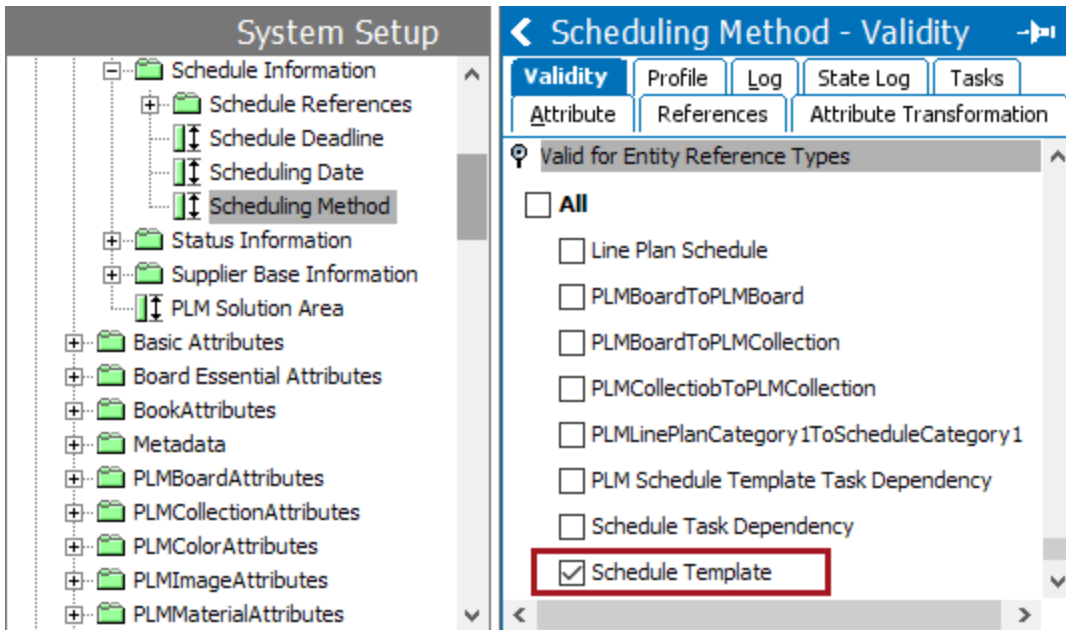 System Setup
Schedule Information
Schedule References
Schedule Deadline
Scheduling Date
Scheduling Method
Status Information
Supplier Base Information
PLM Solution Area
Basic Attributes
Board Essential Attributes
BookAttributes
Metadata
PLMBoardAttributes
PLMCollectionAttributes
PLMColorAttributes
PLMImageAttributes
PLMMaterialAttributes
Scheduling Method - Validity
Validity Profile Log State Log Tasks
Attribute References Attribute Transformation
Valid for Entity Reference Types
All
Line Plan Schedule
PLMBoardToPLMBoard
PLMBoardToPLMCollection
PLMCollectiobToPLMCollection
PLMLinePlanCategory1ToScheduleCategory1
PLM Schedule Template Task Dependency
Schedule Task Dependency
Schedule Template